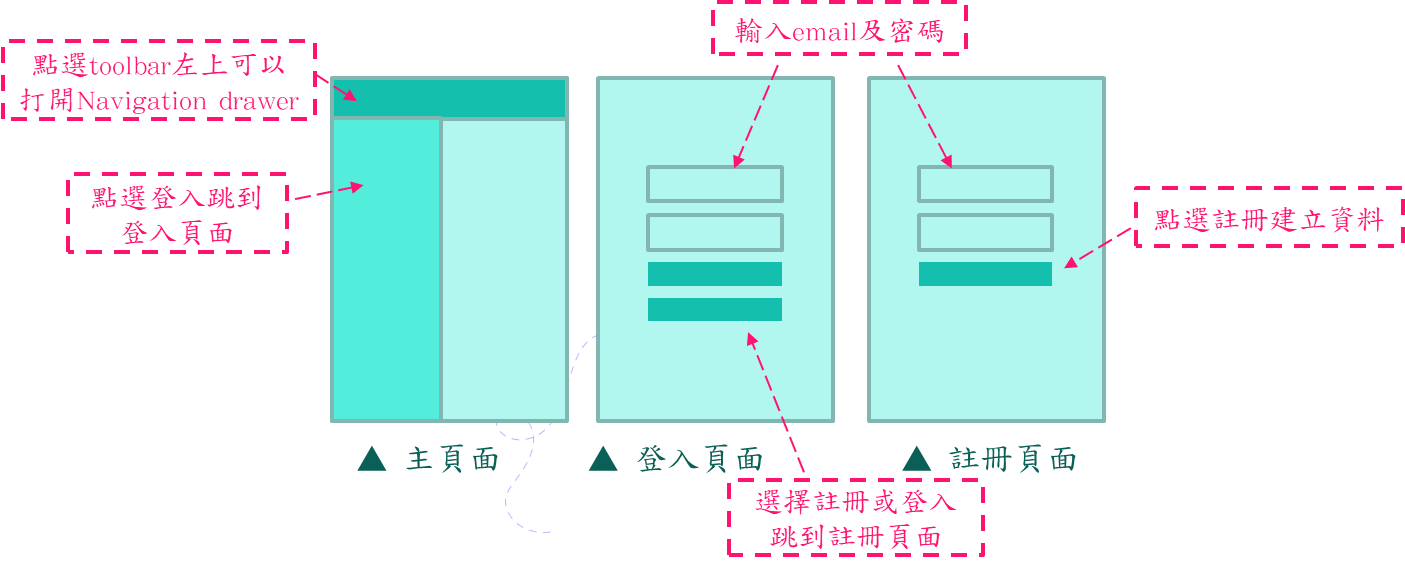 輸入email及密碼
點選toolbar左上可以
打開Navigation drawer
點選登入跳到
登入頁面
點選註冊建立資料
▲ 主頁面
▲ 登入頁面
▲ 註冊頁面
選擇註冊或登入
跳到註冊頁面